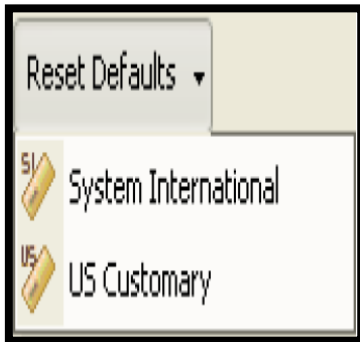 Reset Defaults
SI System International
US US Customary